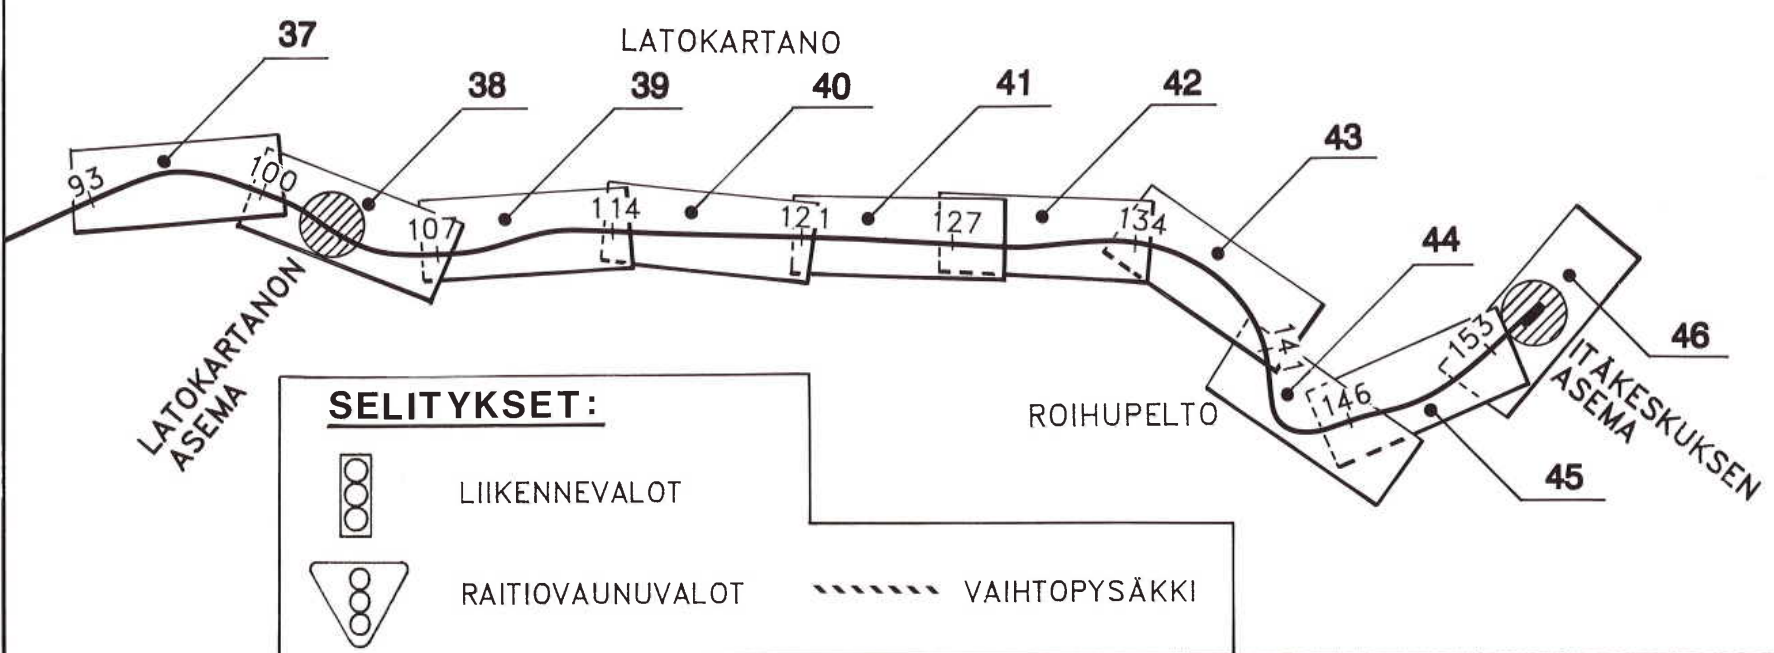 37
LATOKARTANO
38
39
40
41
42
43
44
46
45
93
100
107
114
121
127
134
141
146
153
LATOKARTANON
ASEMA
ROIHUPELTO
ITÄKESKUKSEN
ASEMA
SELITYKSET:
LIIKENNEVALOT
RAITIOVAUNUVALOT
VAIHTOPYSÄKKI